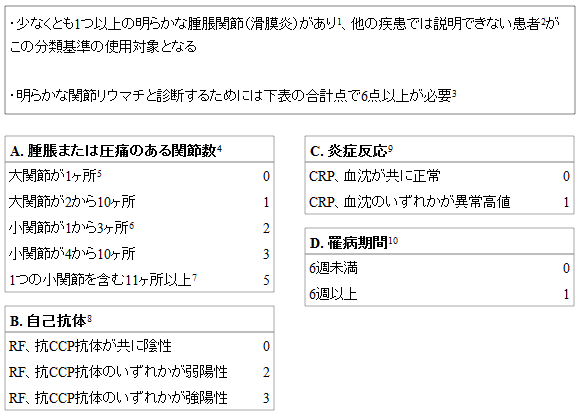 ・少なくとも1つ以上の明らかな腫脹関節（滑膜炎）があり1、他の疾患では説明できない患者2が
この分類基準の使用対象となる
・明らかな関節リウマチと診断するためには下表の合計点で6点以上が必要3
A. 腫脹または圧痛のある関節数4
大関節が1ヶ所5 0
大関節が2から10ヶ所 1
小関節が1から3ヶ所6 2
小関節が4から10ヶ所 3
1つの小関節を含む11ヶ所以上7 5
B. 自己抗体8
RF、抗CCP抗体が共に陰性 0
RF、抗CCP抗体のいずれかが弱陽性 2
RF、抗CCP抗体のいずれかが強陽性 3
C. 炎症反応9
CRP、血沈が共に正常 0
CRP、血沈のいずれかが異常高値 1
D. 罹病期間10
6週未満 0
6週以上 1